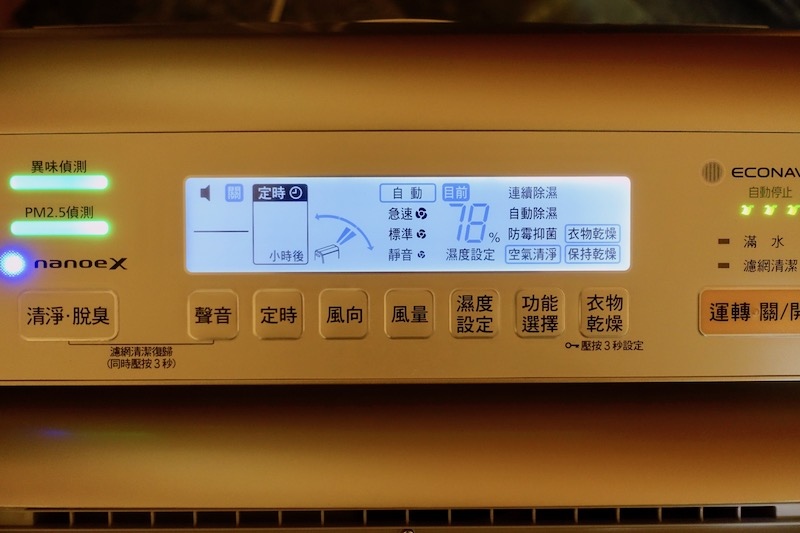 異味偵測
PM2.5偵測
nanoeX
清淨·脫臭
關
定時
小時後
自動
急速
標準
靜音
目前
78%
濕度設定
連續除濕
自動除濕
防霉抑菌
空氣清淨
衣物乾燥
保持乾燥
聲音
定時
風向
風量
濕度
設定
功能
選擇
衣物
乾燥
濾網清潔復歸
(同時壓按3秒)
壓按3秒設定
ECONAV
自動停止
滿水
濾網清潔
運轉·關/開